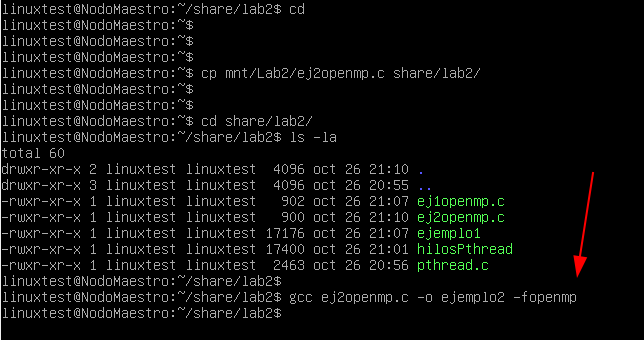 linuxtest@NodoMaestro:~/share/lab2$ cd
linuxtest@NodoMaestro:~$
linuxtest@NodoMaestro:~$
linuxtest@NodoMaestro:~$
linuxtest@NodoMaestro:~$ cp mnt/Lab2/ej2openmp.c share/lab2/
linuxtest@NodoMaestro:~$
linuxtest@NodoMaestro:~$
linuxtest@NodoMaestro:~$ cd share/lab2/
linuxtest@NodoMaestro:~/share/lab2$ ls -la
total 60
drwxr-xr-x 2 linuxtest linuxtest 4096 oct 26 21:10 .
drwxr-xr-x 3 linuxtest linuxtest 4096 oct 26 20:55 ..
-rwxr-xr-x 1 linuxtest linuxtest 902 oct 26 21:07 ej1openmp.c
-rwxr-xr-x 1 linuxtest linuxtest 900 oct 26 21:10 ej2openmp.c
-rwxr-xr-x 1 linuxtest linuxtest 17176 oct 26 21:07 ejemplo1
-rwxr-xr-x 1 linuxtest linuxtest 17400 oct 26 21:01 hilosPthread
-rwxr-xr-x 1 linuxtest linuxtest 2463 oct 26 20:56 pthread.c
linuxtest@NodoMaestro:~/share/lab2$
linuxtest@NodoMaestro:~/share/lab2$ gcc ej2openmp.c -o ejemplo2 -fopenmp
linuxtest@NodoMaestro:~/share/lab2$